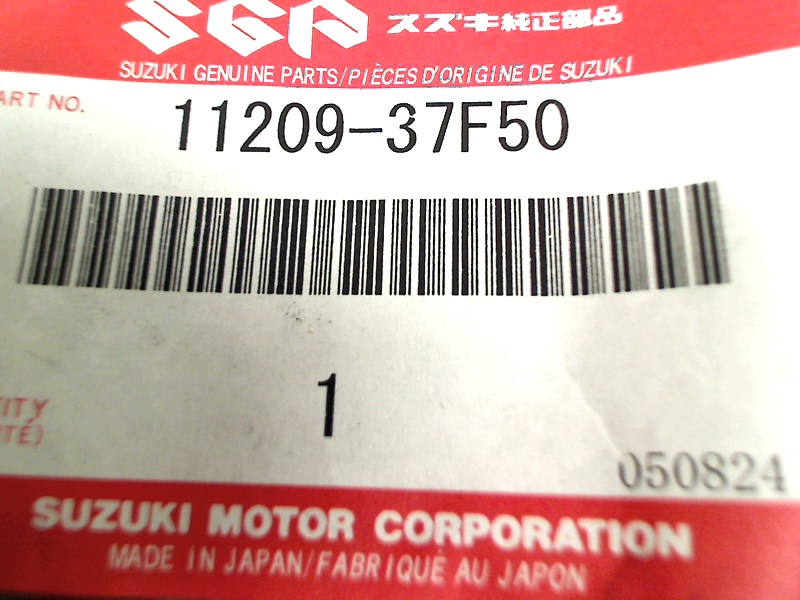 SGP スズキ純正部品
SUZUKI GENUINE PARTS/PIÈCES D'ORIGINE DE SUZUKI
ART NO. 11209-37F50
1
ITY
ITÉ)
050824
SUZUKI MOTOR CORPORATION
MADE IN JAPAN/FABRIQUÉ AU JAPON